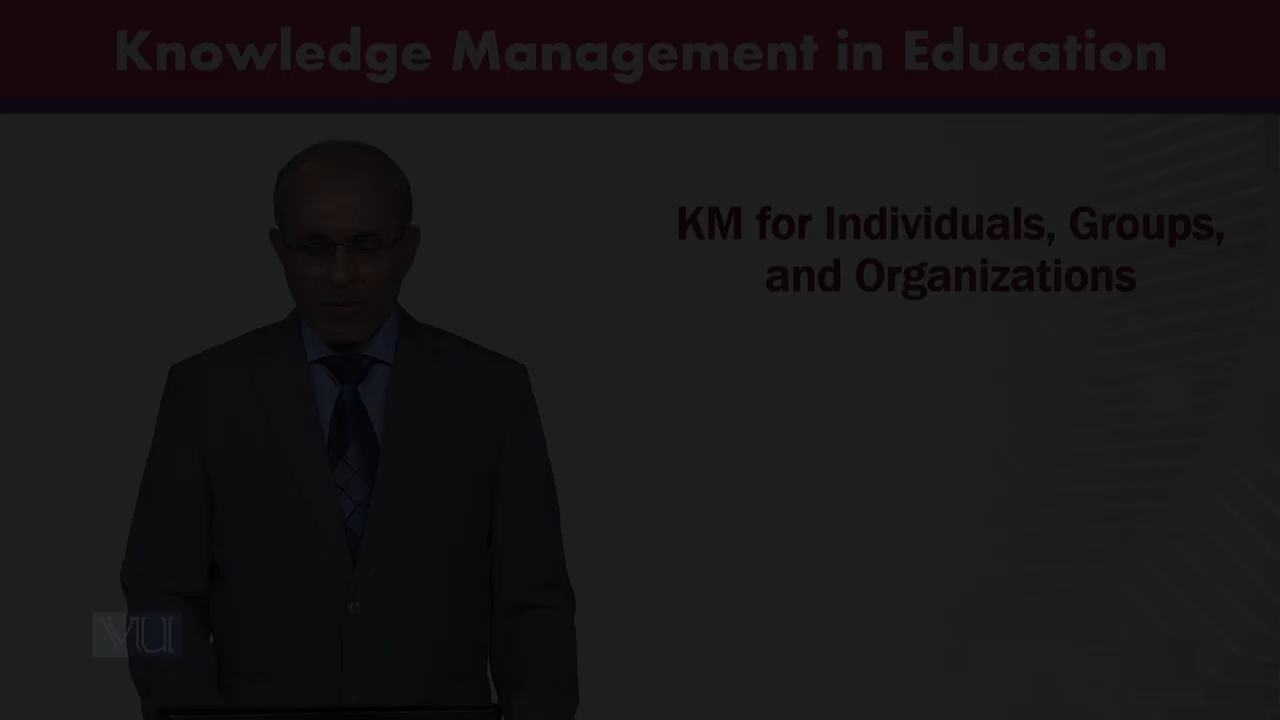 Knowledge Management in Education
KM for Individuals, Groups,
and Organizations
VU